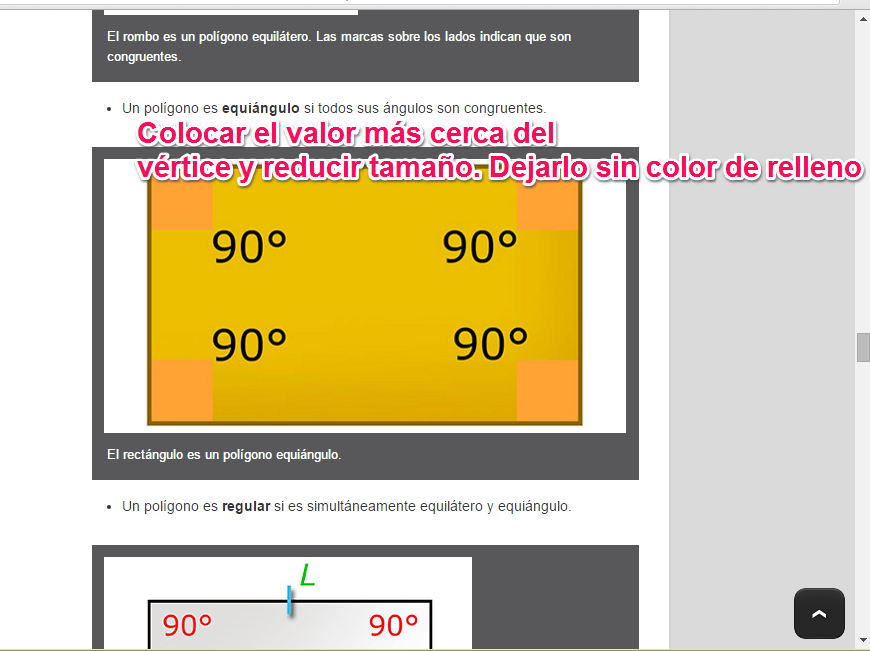 El rombo es un polígono equilátero. Las marcas sobre los lados indican que son
congruentes.
Un polígono es equiángulo si todos sus ángulos son congruentes.
Colocar el valor más cerca del
vértice y reducir tamaño. Dejarlo sin color de relleno
90° 90°
90° 90°
El rectángulo es un polígono equiángulo.
Un polígono es regular si es simultáneamente equilátero y equiángulo.
L
90° 90°